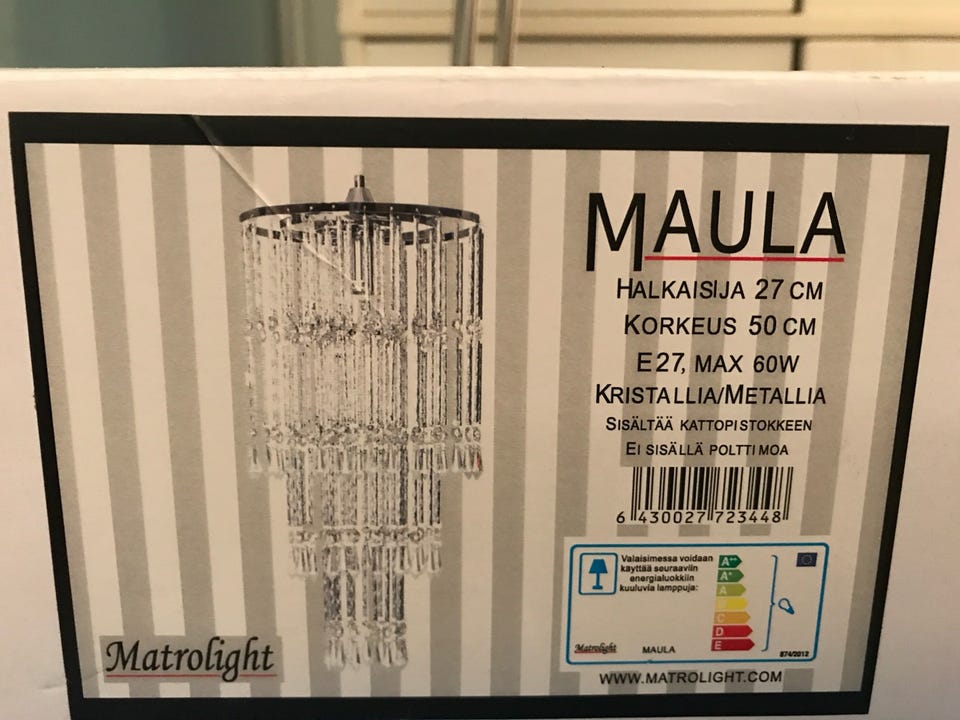 MAULA
HALKAISIJA 27 CM
KORKEUS 50 CM
E27, MAX 60W
KRISTALLIA/METALLIA
SISÄLTÄÄ KATTOPISTOKKEEN
EI SISÄLLÄ POLTTIMOA
6 430027 723448
Valaisimessa voidaan
käyttää seuraaviin
energialuokkiin
kuuluvia lamppuja:
A++
A+
A
B
C
D
E
Matrolight
MAULA
874/2012
Matrolight
WWW.MATROLIGHT.COM